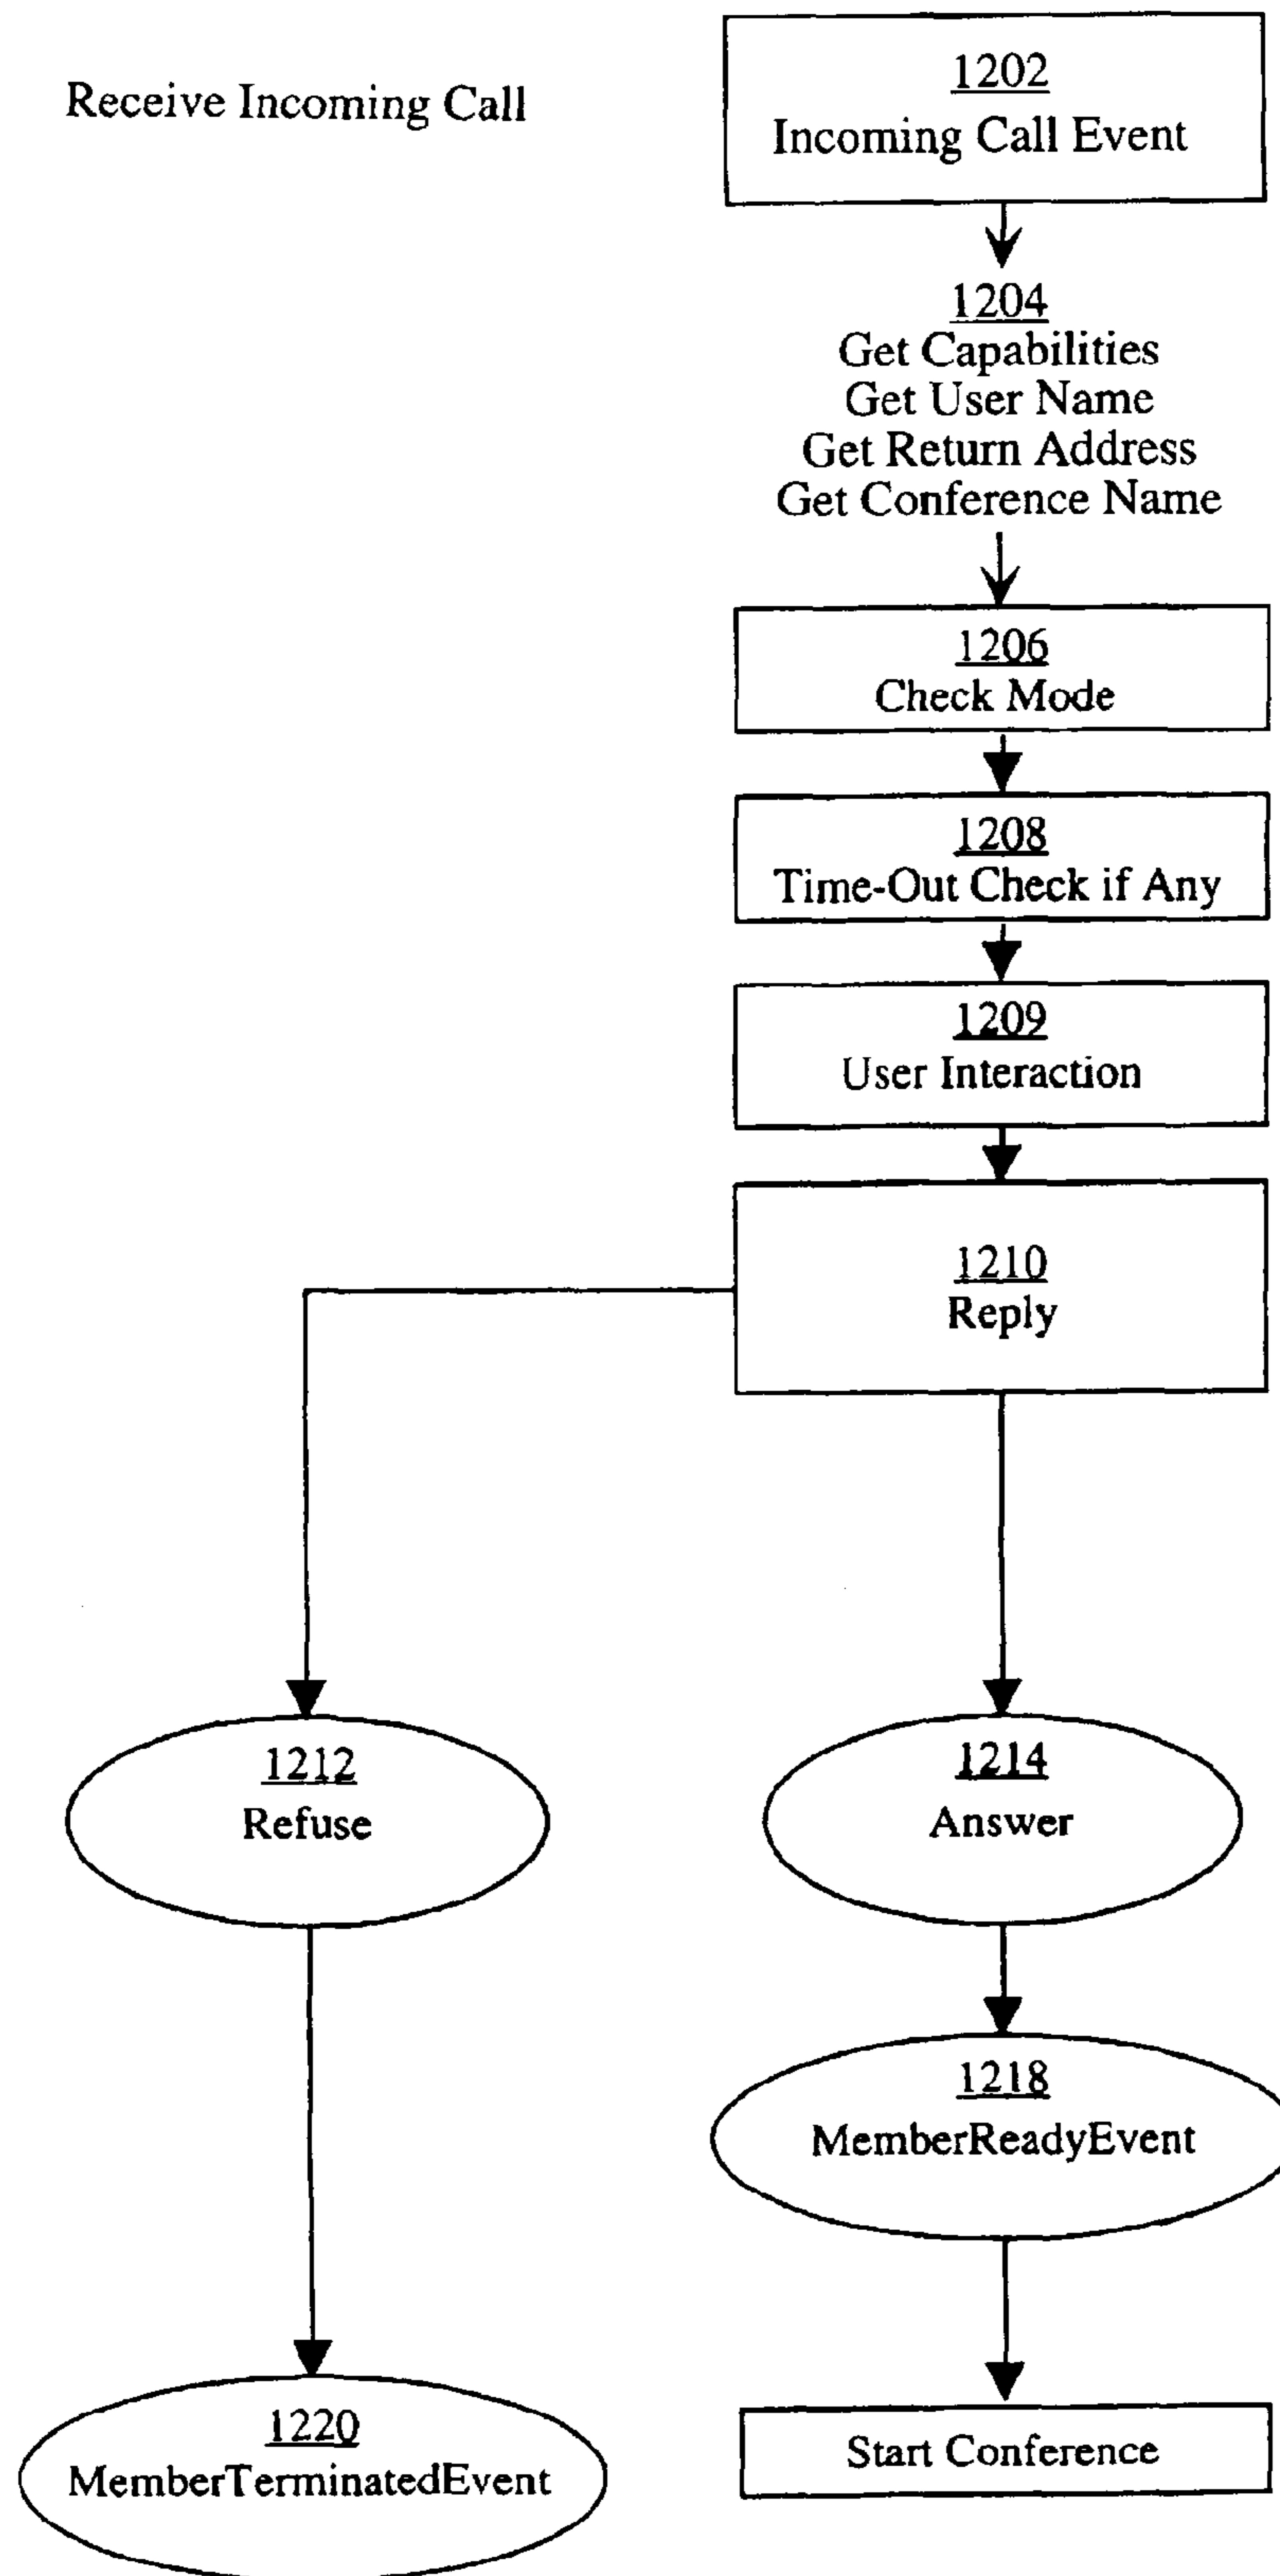 Receive Incoming Call
1202
Incoming Call Event
1204
Get Capabilities
Get User Name
Get Return Address
Get Conference Name
1206
Check Mode
1208
Time-Out Check if Any
1209
User Interaction
1210
Reply
1212
Refuse
1214
Answer
1218
MemberReadyEvent
1220
MemberTerminatedEvent
Start Conference